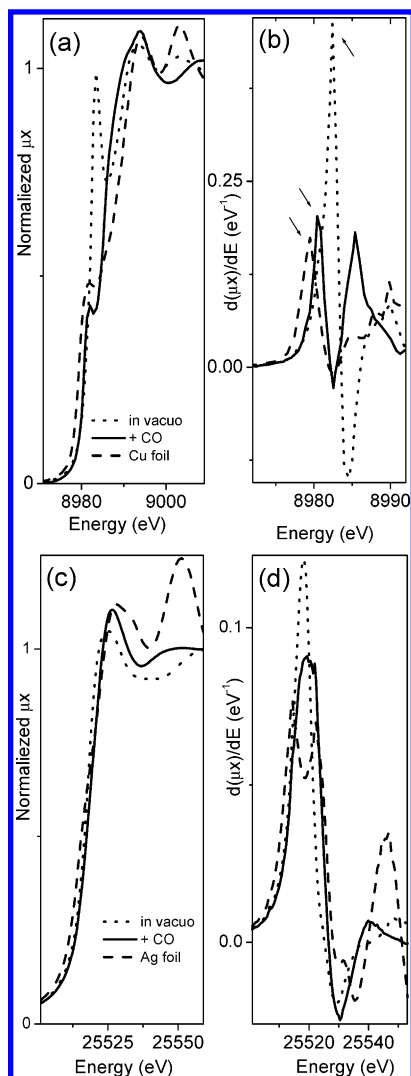 (a)
Normaliezed μx
1
0
in vacuo
+ CO
Cu foil
8980 9000
Energy (eV)
(b)
d(μx)/dE (eV⁻¹)
0.25
0.00
8980 8990
Energy (eV)
(c)
Normaliezed μx
1
0
in vacuo
+ CO
Ag foil
25525 25550
Energy (eV)
(d)
d(μx)/dE (eV⁻¹)
0.1
0.0
25520 25540
Energy (eV)